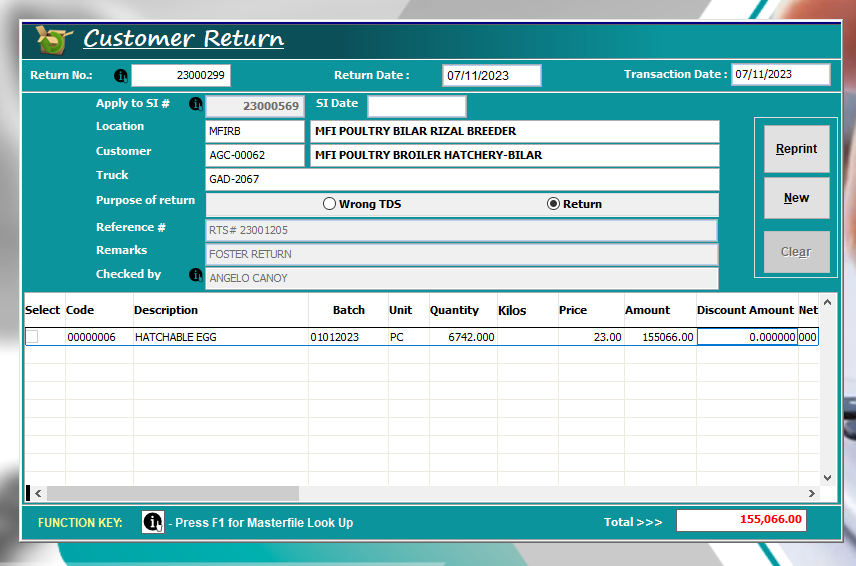 Customer Return
Return No.: 23000299 Return Date : 07/11/2023 Transaction Date : 07/11/2023
Apply to SI # 23000569 SI Date
Location MFIRB MFI POULTRY BILAR RIZAL BREEDER
Customer AGC-00062 MFI POULTRY BROILER HATCHERY-BILAR
Truck GAD-2067
Purpose of return Wrong TDS Return
Reference # RTS# 23001205
Remarks FOSTER RETURN
Checked by ANGELO CANOY
Reprint
New
Clear
Select Code Description Batch Unit Quantity Kilos Price Amount Discount Amount Net
00000006 HATCHABLE EGG 01012023 PC 6742.000 23.00 155066.00 0.000000 000
FUNCTION KEY: - Press F1 for Masterfile Look Up Total >>> 155,066.00